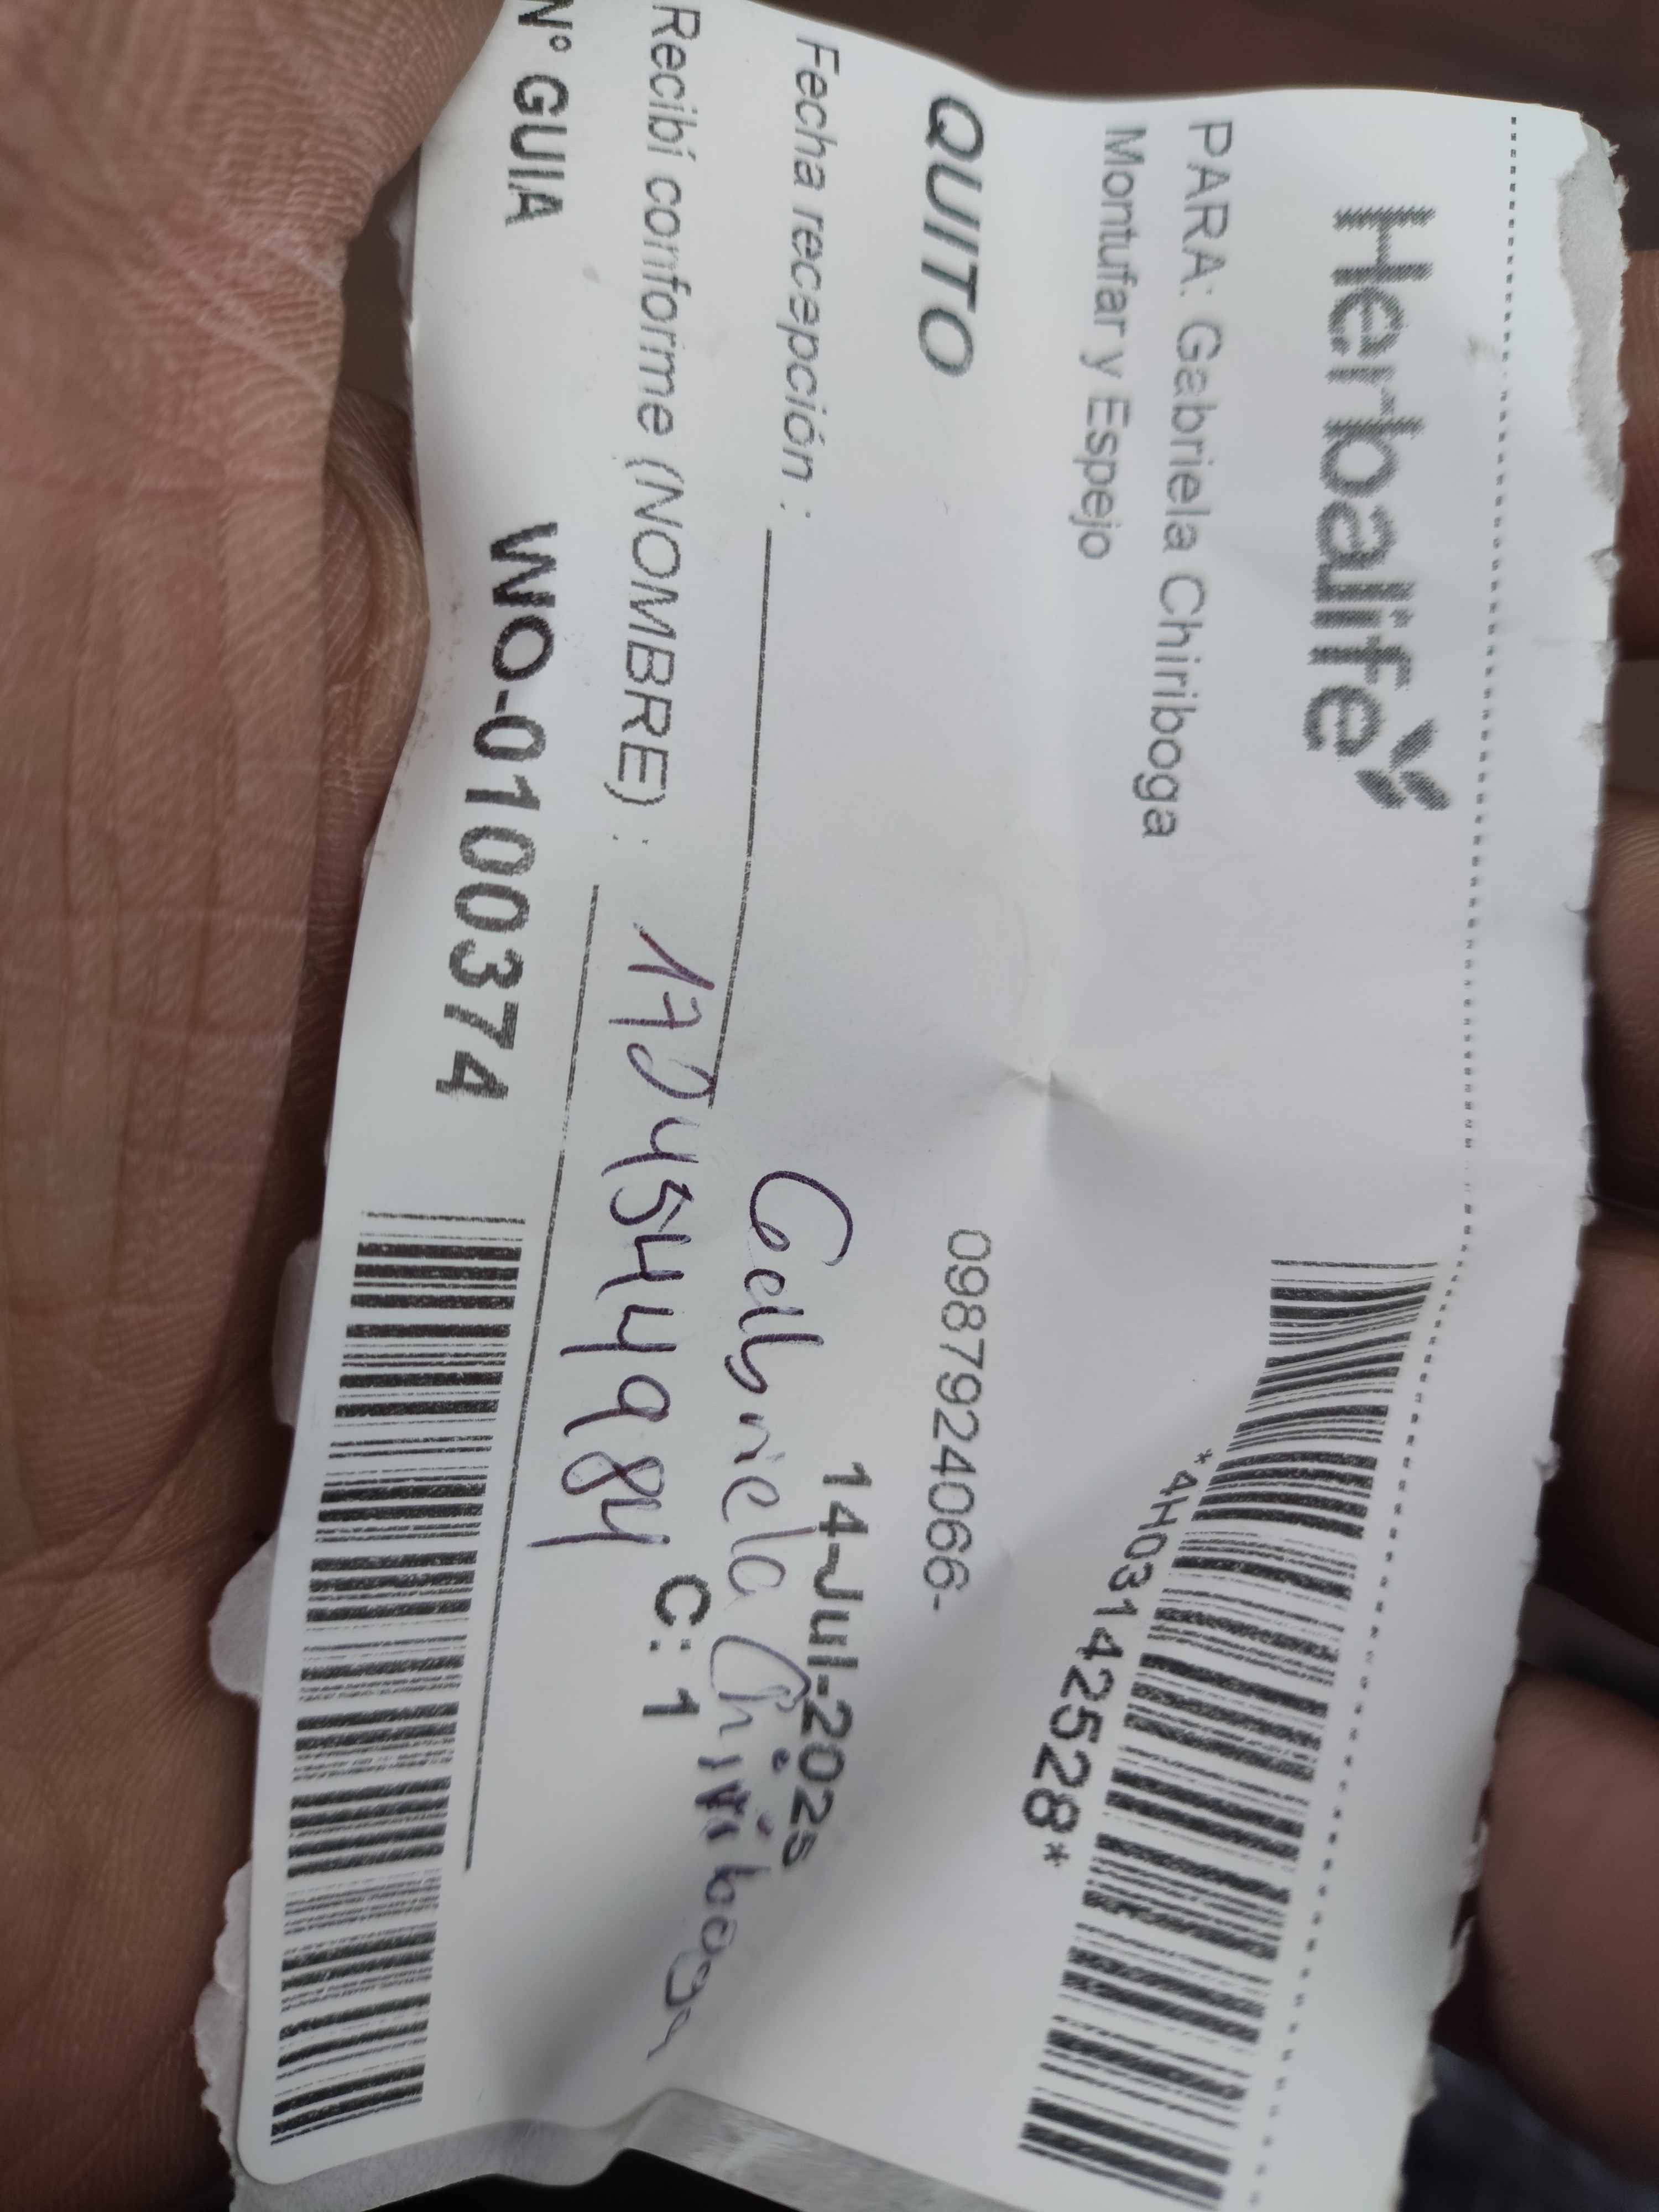 Herbalife
*4H03142528*
PARA: Gabriela Chiriboga
Montufar y Espejo
QUITO
0987924066-
14-Jul-2025
Fecha recepción :
Gabriela Chiriboga
Recibí conforme (NOMBRE) :
C: 1
N° GUIA WO-0100374